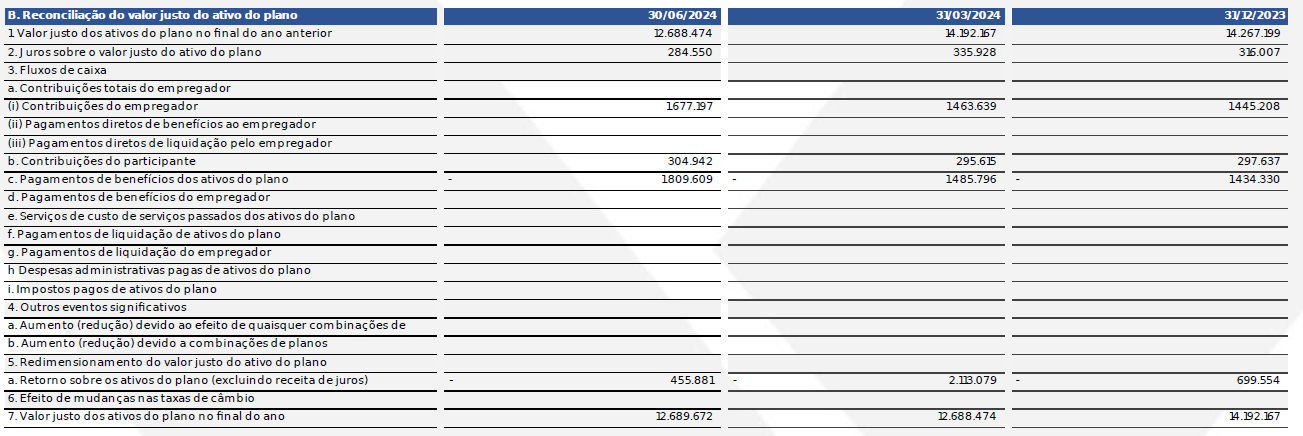 B. Reconciliação do valor justo do ativo do plano 30/06/2024 31/03/2024 31/12/2023
1 Valor justo dos ativos do plano no final do ano anterior 12.688.474 14.192.167 14.267.199
2. Juros sobre o valor justo do ativo do plano 284.550 335.928 316.007
3. Fluxos de caixa
a. Contribuições totais do empregador
(i) Contribuições do empregador 1.677.197 1.463.639 1.445.208
(ii) Pagamentos diretos de benefícios ao empregador
(iii) Pagamentos diretos de liquidação pelo empregador
b. Contribuições do participante 304.942 295.615 297.637
c. Pagamentos de benefícios dos ativos do plano - 1.809.609 - 1.485.796 - 1.434.330
d. Pagamentos de benefícios do empregador
e. Serviços de custo de serviços passados dos ativos do plano
f. Pagamentos de liquidação de ativos do plano
g. Pagamentos de liquidação do empregador
h Despesas administrativas pagas de ativos do plano
i. Impostos pagos de ativos do plano
4. Outros eventos significativos
a. Aumento (redução) devido ao efeito de quaisquer combinações de
b. Aumento (redução) devido a combinações de planos
5. Redimensionamento do valor justo do ativo do plano
a. Retorno sobre os ativos do plano (excluindo receita de juros) - 455.881 - 2.113.079 - 699.554
6. Efeito de mudanças nas taxas de câmbio
7. Valor justo dos ativos do plano no final do ano 12.689.672 12.688.474 14.192.167